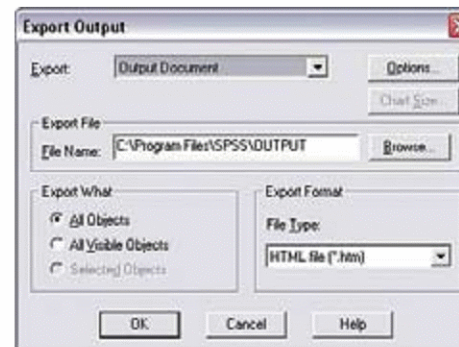 Export Output
Export: Output Document Options...
Chart Size...
Export File
File Name: C:\Program Files\SPSS\OUTPUT Browse...
Export What Export Format
All Objects File Type:
All Visible Objects HTML file (*.htm)
Selected Objects
OK Cancel Help